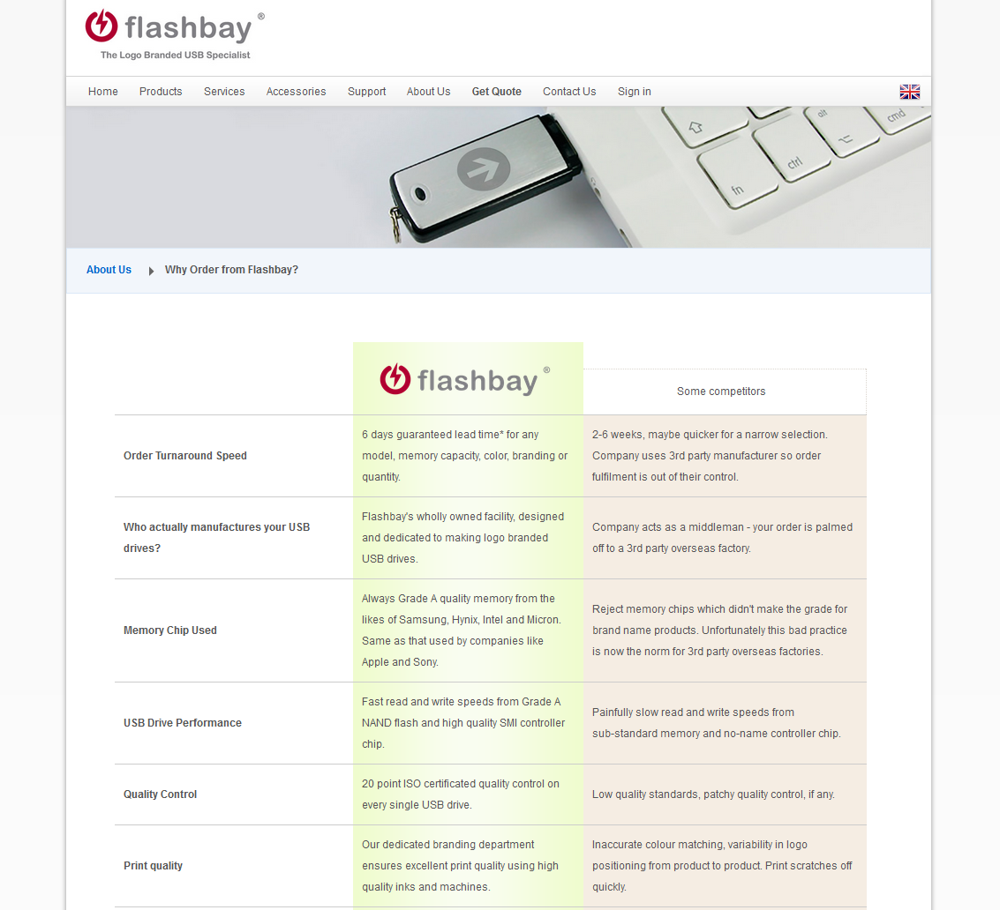 flashbay ®
The Logo Branded USB Specialist
Home Products Services Accessories Support About Us Get Quote Contact Us Sign in
alt
cmd
ctrl
fn
About Us Why Order from Flashbay?
flashbay ®
Some competitors
Order Turnaround Speed
6 days guaranteed lead time* for any
model, memory capacity, color, branding or
quantity.
2-6 weeks, maybe quicker for a narrow selection.
Company uses 3rd party manufacturer so order
fulfilment is out of their control.
Who actually manufactures your USB
drives?
Flashbay's wholly owned facility, designed
and dedicated to making logo branded
USB drives.
Company acts as a middleman - your order is palmed
off to a 3rd party overseas factory.
Memory Chip Used
Always Grade A quality memory from the
likes of Samsung, Hynix, Intel and Micron.
Same as that used by companies like
Apple and Sony.
Reject memory chips which didn't make the grade for
brand name products. Unfortunately this bad practice
is now the norm for 3rd party overseas factories.
USB Drive Performance
Fast read and write speeds from Grade A
NAND flash and high quality SMI controller
chip.
Painfully slow read and write speeds from
sub-standard memory and no-name controller chip.
Quality Control
20 point ISO certificated quality control on
every single USB drive.
Low quality standards, patchy quality control, if any.
Print quality
Our dedicated branding department
ensures excellent print quality using high
quality inks and machines.
Inaccurate colour matching, variability in logo
positioning from product to product. Print scratches off
quickly.